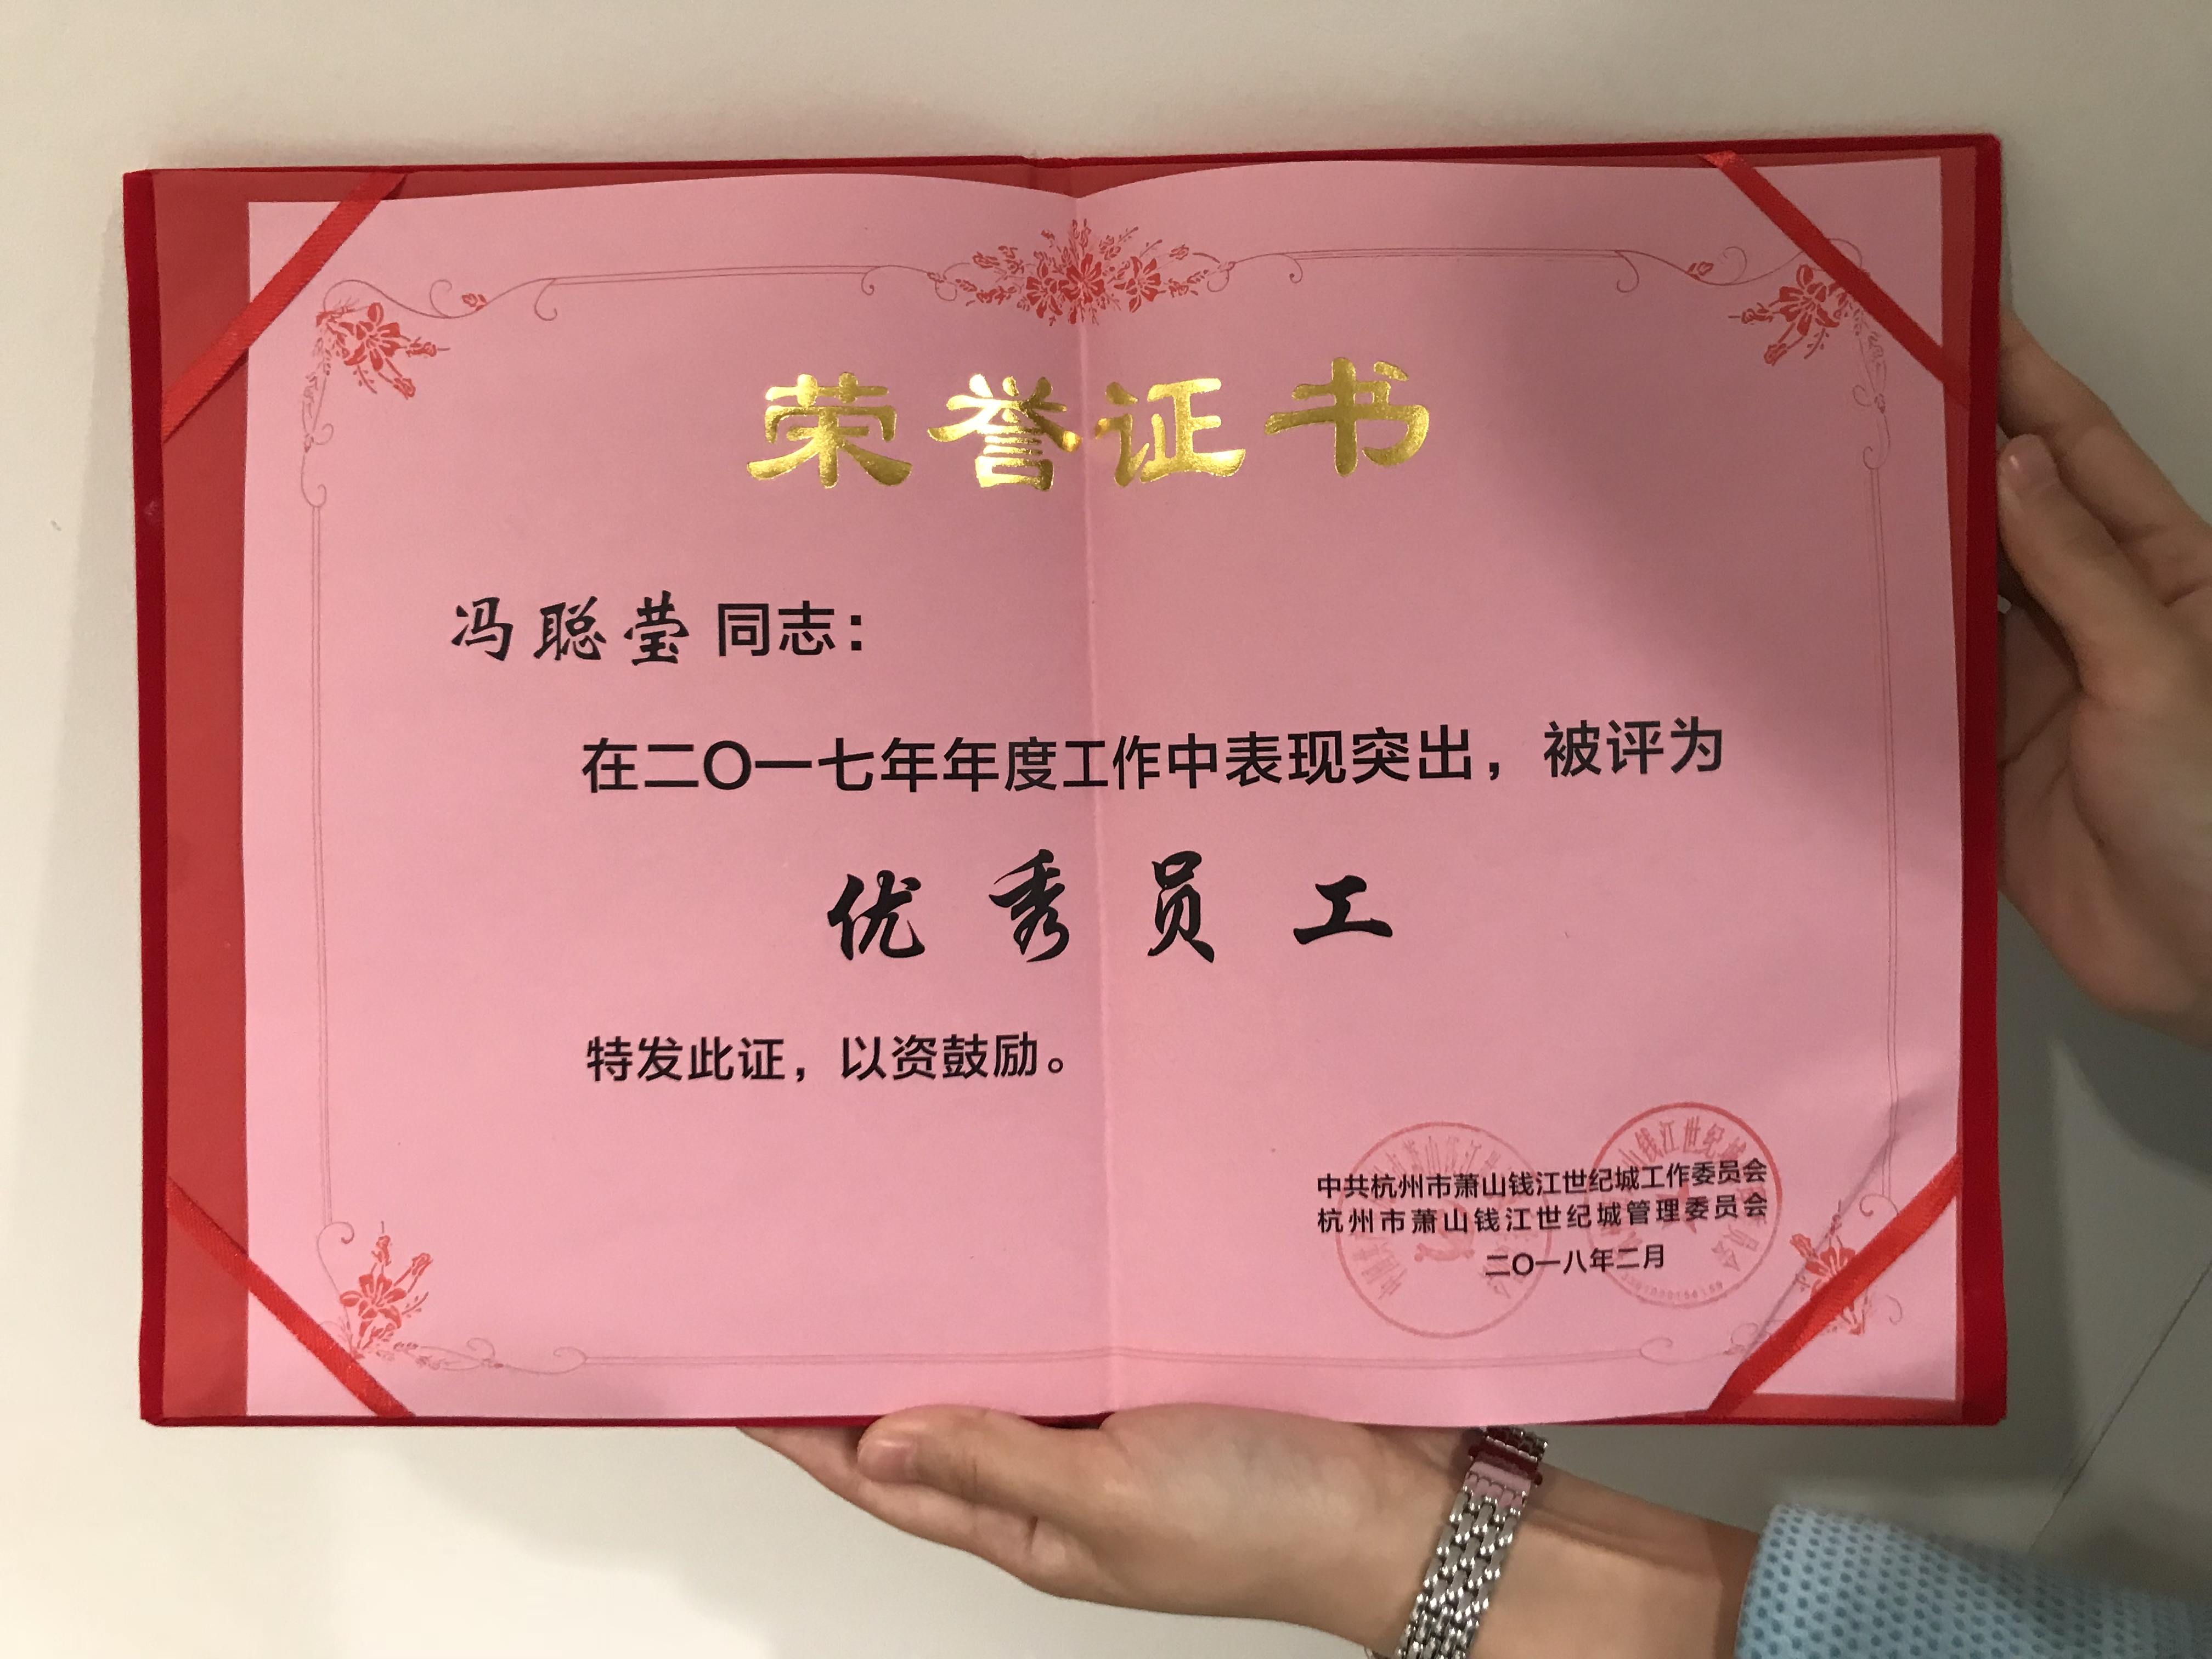 荣誉证书
冯聪莹同志：
在二〇一七年年度工作中表现突出，被评为
优秀员工
特发此证，以资鼓励。
中共杭州市萧山钱江世纪城工作委员会
杭州市萧山钱江世纪城管理委员会
二〇一八年二月